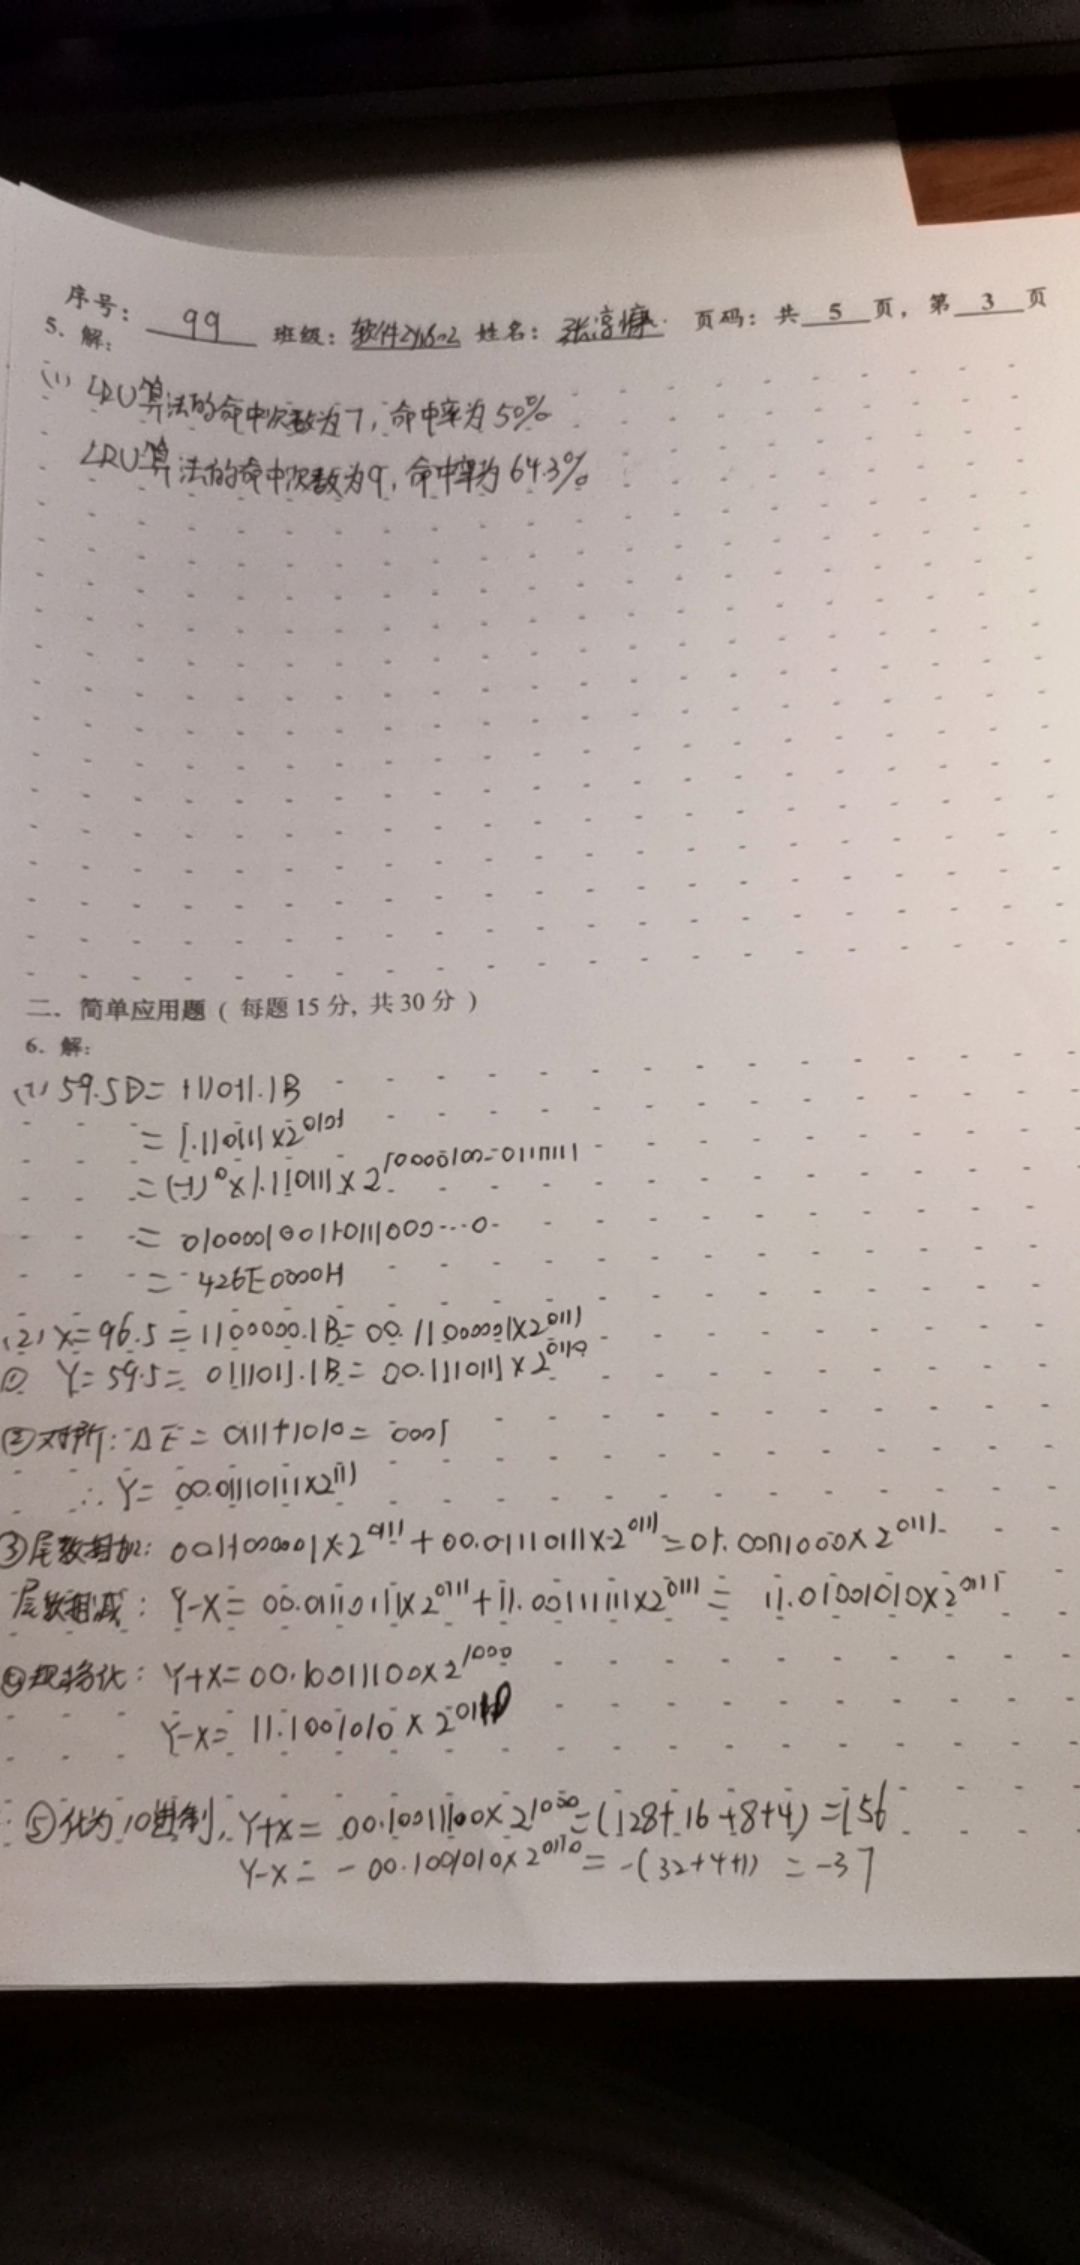 序号： 99 班级： 软件 姓名： 张 页码：共 5 页，第 3 页
5. 解：
(1) LRU算法的命中次数为7, 命中率为50%
LRU算法的命中次数为9, 命中率为64.3%
二. 简单应用题 ( 每题 15 分, 共 30 分 )
6. 解：
(1) 59.5D = +111011.1B
= 1.110111×2^0101
= (-1)^0×1.110111×2^10000100-01111111
= 0100001001101110000···0
= 426E0000H
(2) X=96.5 = 1100000.1B = 00.11000001×2^0111
① Y=59.5 = 0111011.1B = 00.1110111×2^0110
②对阶: ΔE = 0111+1010 = 0001
∴ Y= 00.01110111×2^111
③尾数相加: 00.11000001×2^0111 + 00.01110111×2^0111 = 01.00111000×2^0111
尾数相减: Y-X = 00.01110111×2^0111 + 11.00111111×2^0111 = 11.01001010×2^0111
④规格化: Y+X=00.100111100×2^1000
Y-X= 11.1001010×2^0110
⑤化为10进制, Y+X = 00.10011100×2^1000 = (128+16+8+4) = 156
Y-X = -00.1001010×2^0110 = -(32+4+1) = -37